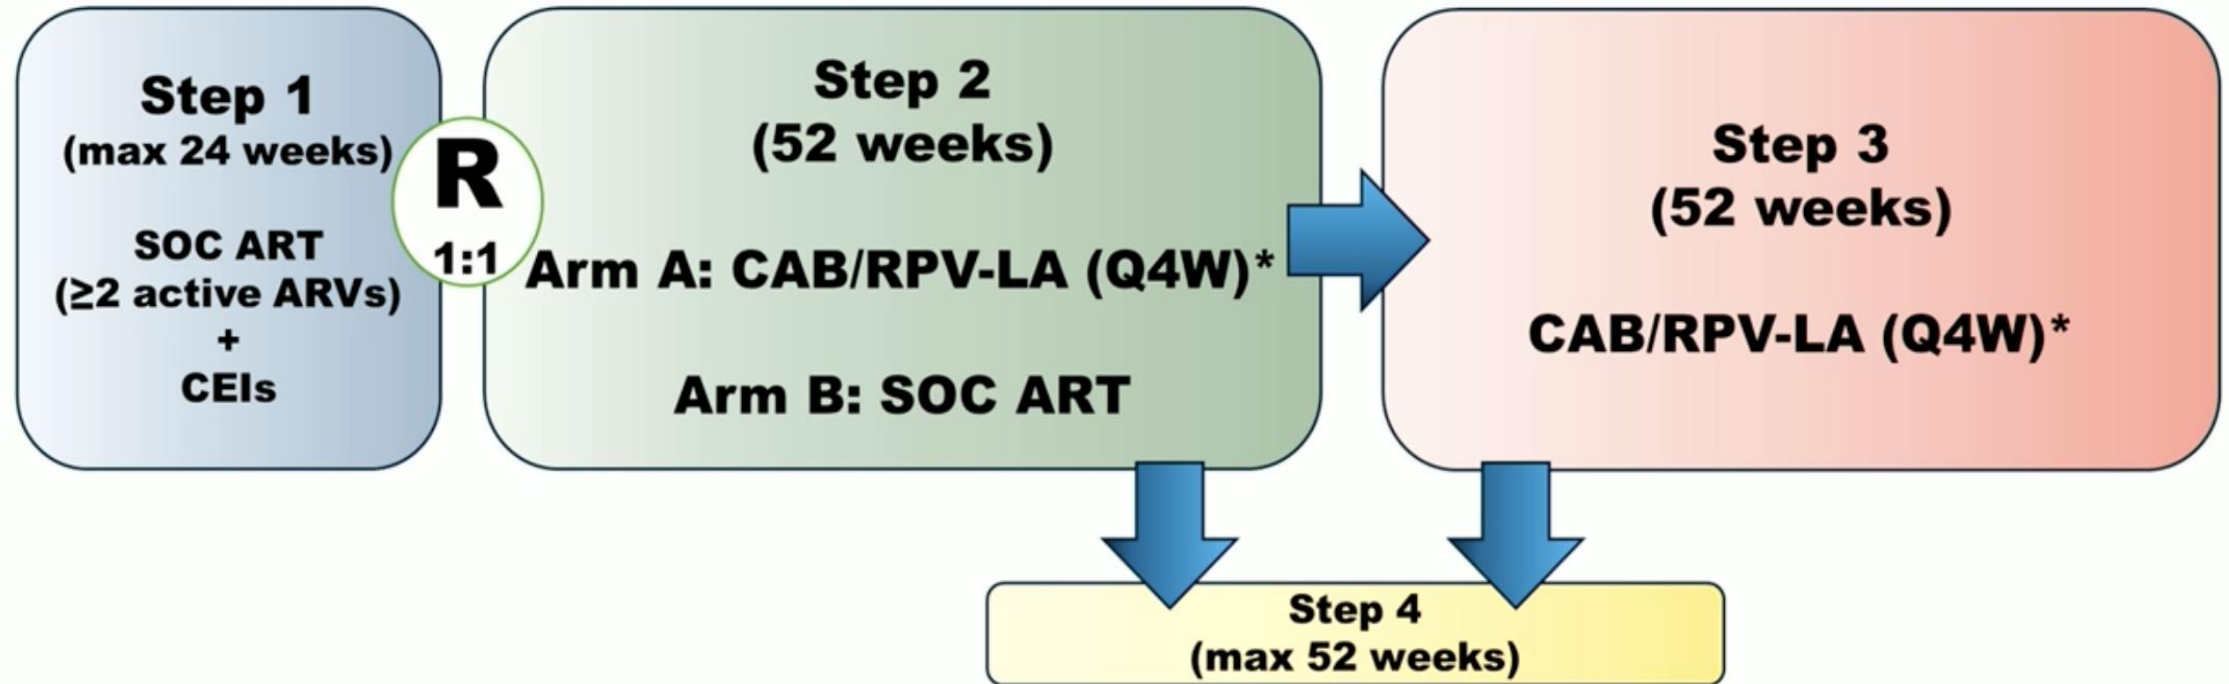 Step 1
(max 24 weeks)
SOC ART
(≥2 active ARVs)
+
CEIs
R
1:1
Step 2
(52 weeks)
Arm A: CAB/RPV-LA (Q4W)*
Arm B: SOC ART
Step 3
(52 weeks)
CAB/RPV-LA (Q4W)*
Step 4
(max 52 weeks)